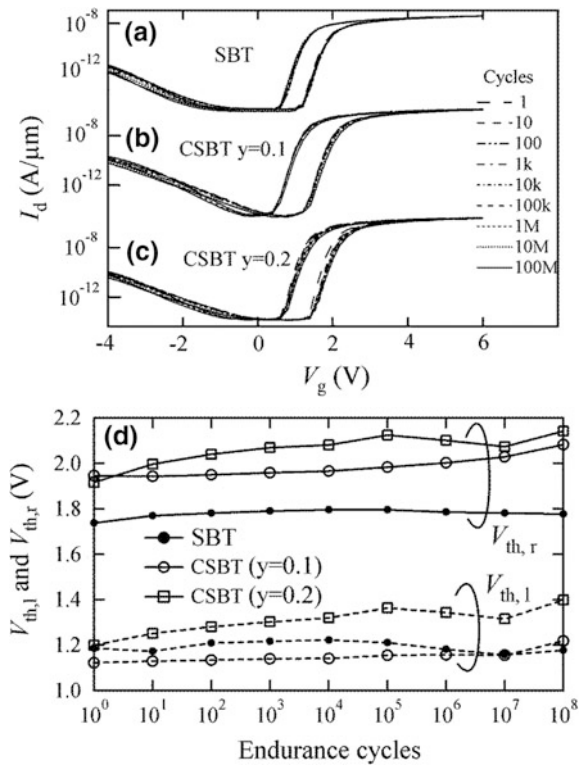 (a)
SBT
10⁻⁸
10⁻¹²
(b)
CSBT y=0.1
10⁻⁸
10⁻¹²
(c)
CSBT y=0.2
10⁻⁸
10⁻¹²
I_d (A/μm)
Cycles
1
10
100
1k
10k
100k
1M
10M
100M
-4 -2 0 2 4 6
V_g (V)
(d)
2.2
2.0
1.8
1.6
1.4
1.2
1.0
V_th,l and V_th,r (V)
SBT
CSBT (y=0.1)
CSBT (y=0.2)
V_th, r
V_th, l
10⁰ 10¹ 10² 10³ 10⁴ 10⁵ 10⁶ 10⁷ 10⁸
Endurance cycles